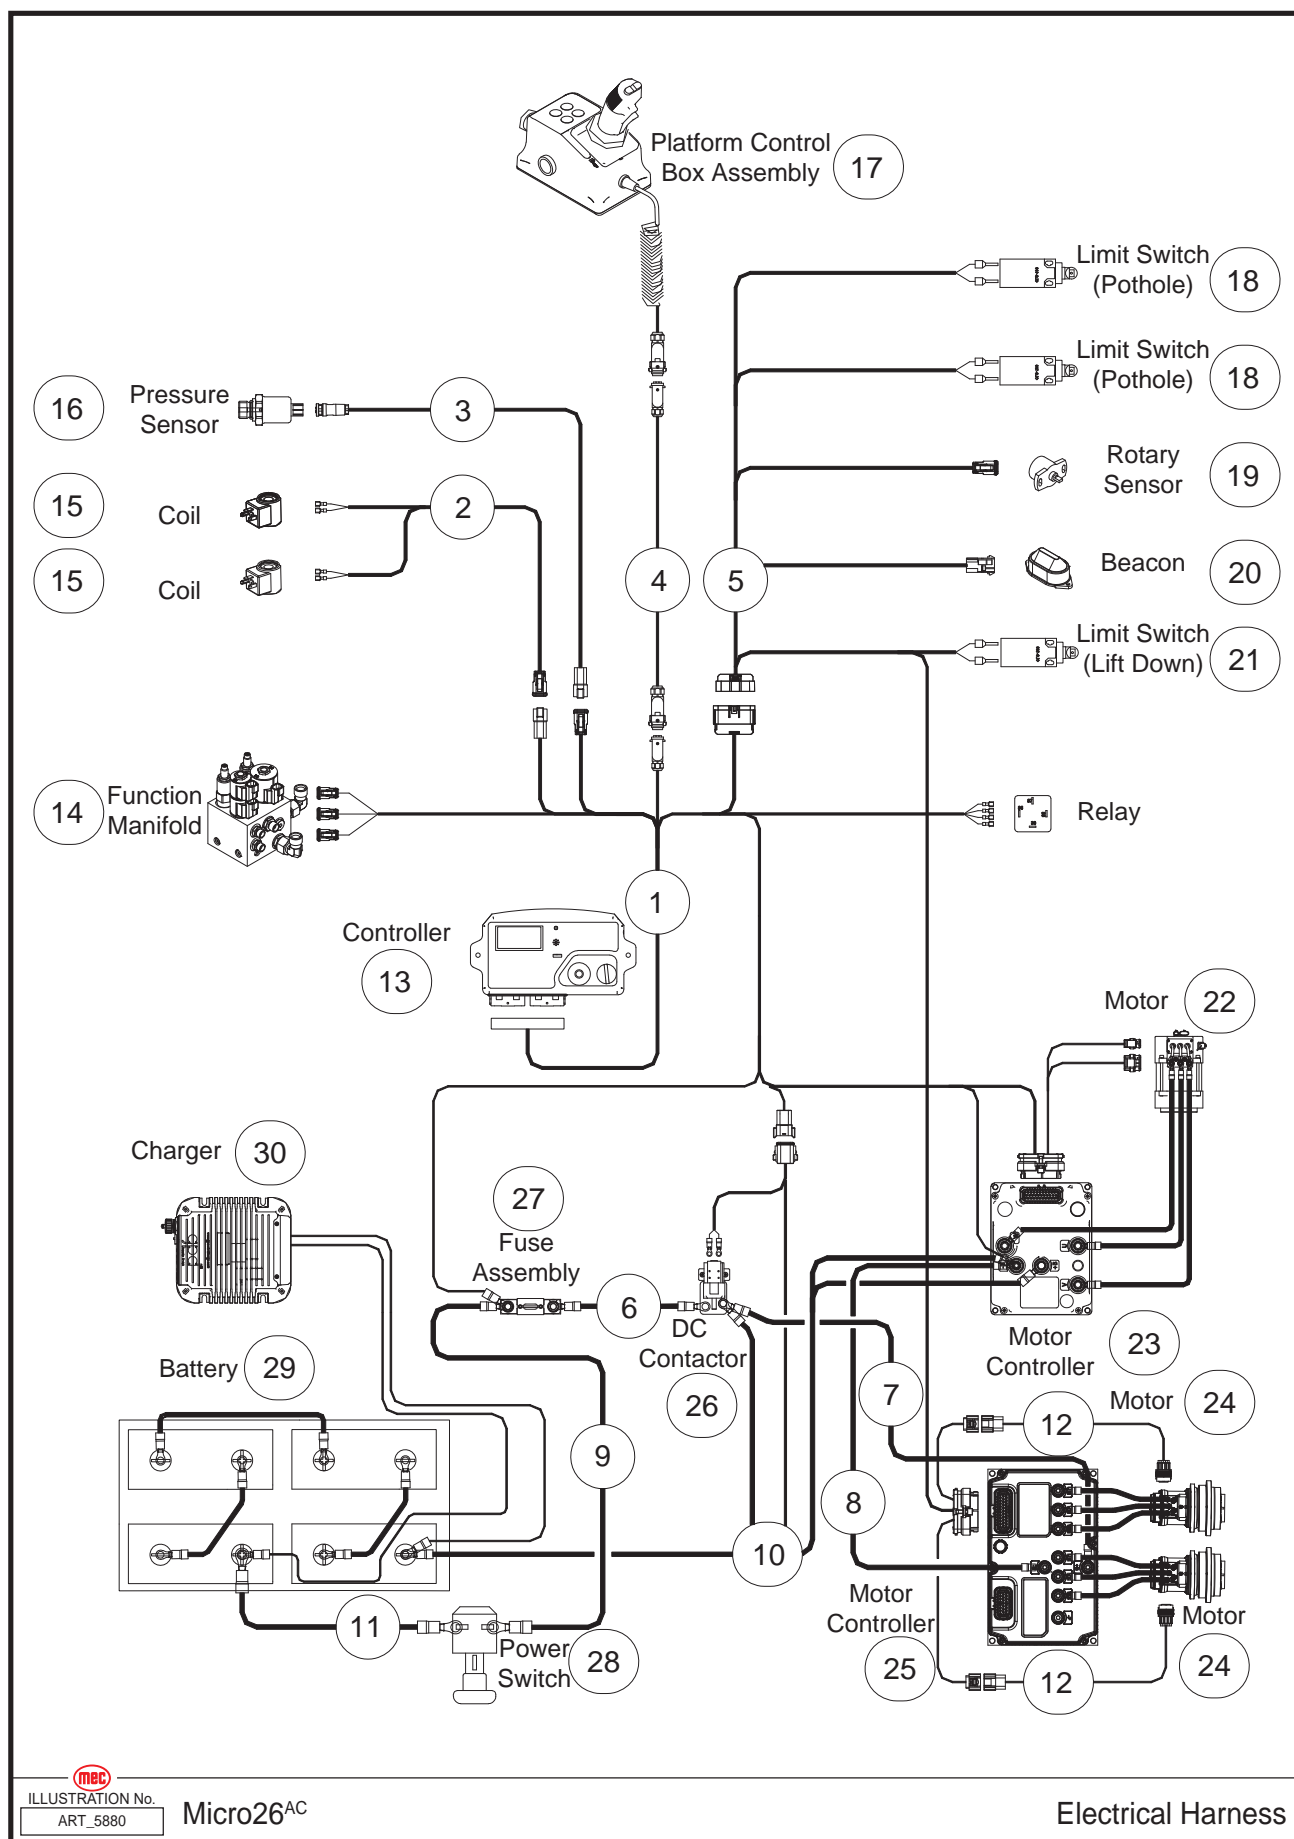 Platform Control
Box Assembly
17
Limit Switch
(Pothole)
18
Limit Switch
(Pothole)
18
16
Pressure
Sensor
3
Rotary
Sensor
19
15
Coil
2
15
Coil
4
5
Beacon
20
Limit Switch
(Lift Down)
21
14
Function
Manifold
Relay
1
Controller
13
Motor
22
Charger
30
27
Fuse
Assembly
6
DC
Contactor
26
Motor
Controller
23
Battery
29
7
Motor
24
12
9
8
10
11
Power
Switch
28
Motor
Controller
25
12
Motor
24
mec
ILLUSTRATION No.
ART_5880
Micro26AC
Electrical Harness